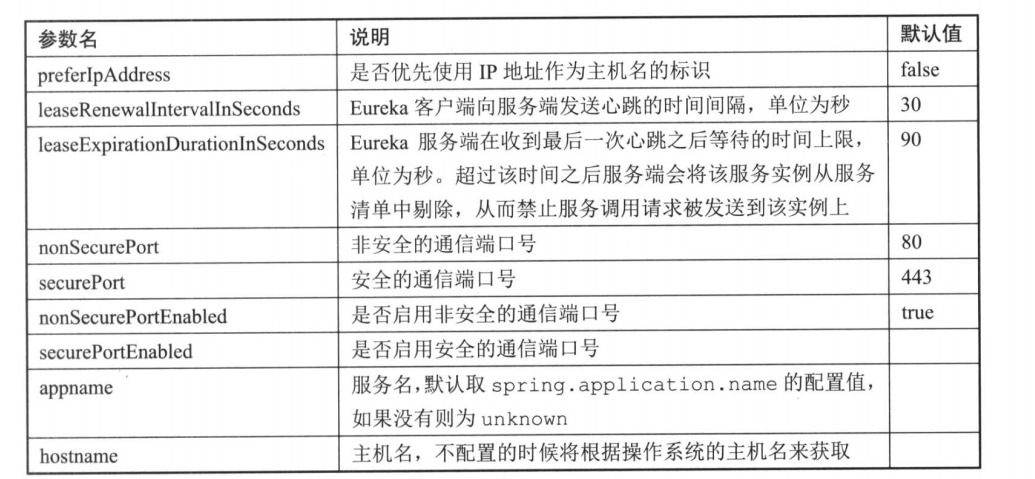 参数名 说明 默认值
preferIpAddress 是否优先使用 IP 地址作为主机名的标识 false
leaseRenewalIntervalInSeconds Eureka 客户端向服务端发送心跳的时间间隔，单位为秒 30
leaseExpirationDurationInSeconds Eureka 服务端在收到最后一次心跳之后等待的时间上限， 90
单位为秒。超过该时间之后服务端会将该服务实例从服务
清单中剔除，从而禁止服务调用请求被发送到该实例上
nonSecurePort 非安全的通信端口号 80
securePort 安全的通信端口号 443
nonSecurePortEnabled 是否启用非安全的通信端口号 true
securePortEnabled 是否启用安全的通信端口号
appname 服务名，默认取 spring.application.name 的配置值，
如果没有则为 unknown
hostname 主机名，不配置的时候将根据操作系统的主机名来获取